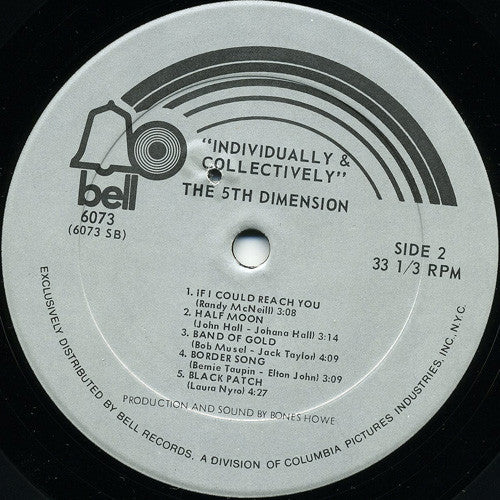 "INDIVIDUALLY &
COLLECTIVELY"
THE 5TH DIMENSION
bell
6073
(6073 SB)
SIDE 2
33 1/3 RPM
1. IF I COULD REACH YOU
(Randy McNeill) 3:08
2. HALF MOON
(John Hall - Johana Hall) 3:14
3. BAND OF GOLD
(Bob Musel - Jack Taylor) 4:09
4. BORDER SONG
(Bernie Taupin - Elton John) 3:09
5. BLACK PATCH
(Laura Nyro) 4:27
PRODUCTION AND SOUND BY BONES HOWE
EXCLUSIVELY DISTRIBUTED BY BELL RECORDS, A DIVISION OF COLUMBIA PICTURES INDUSTRIES, INC., N.Y.C.